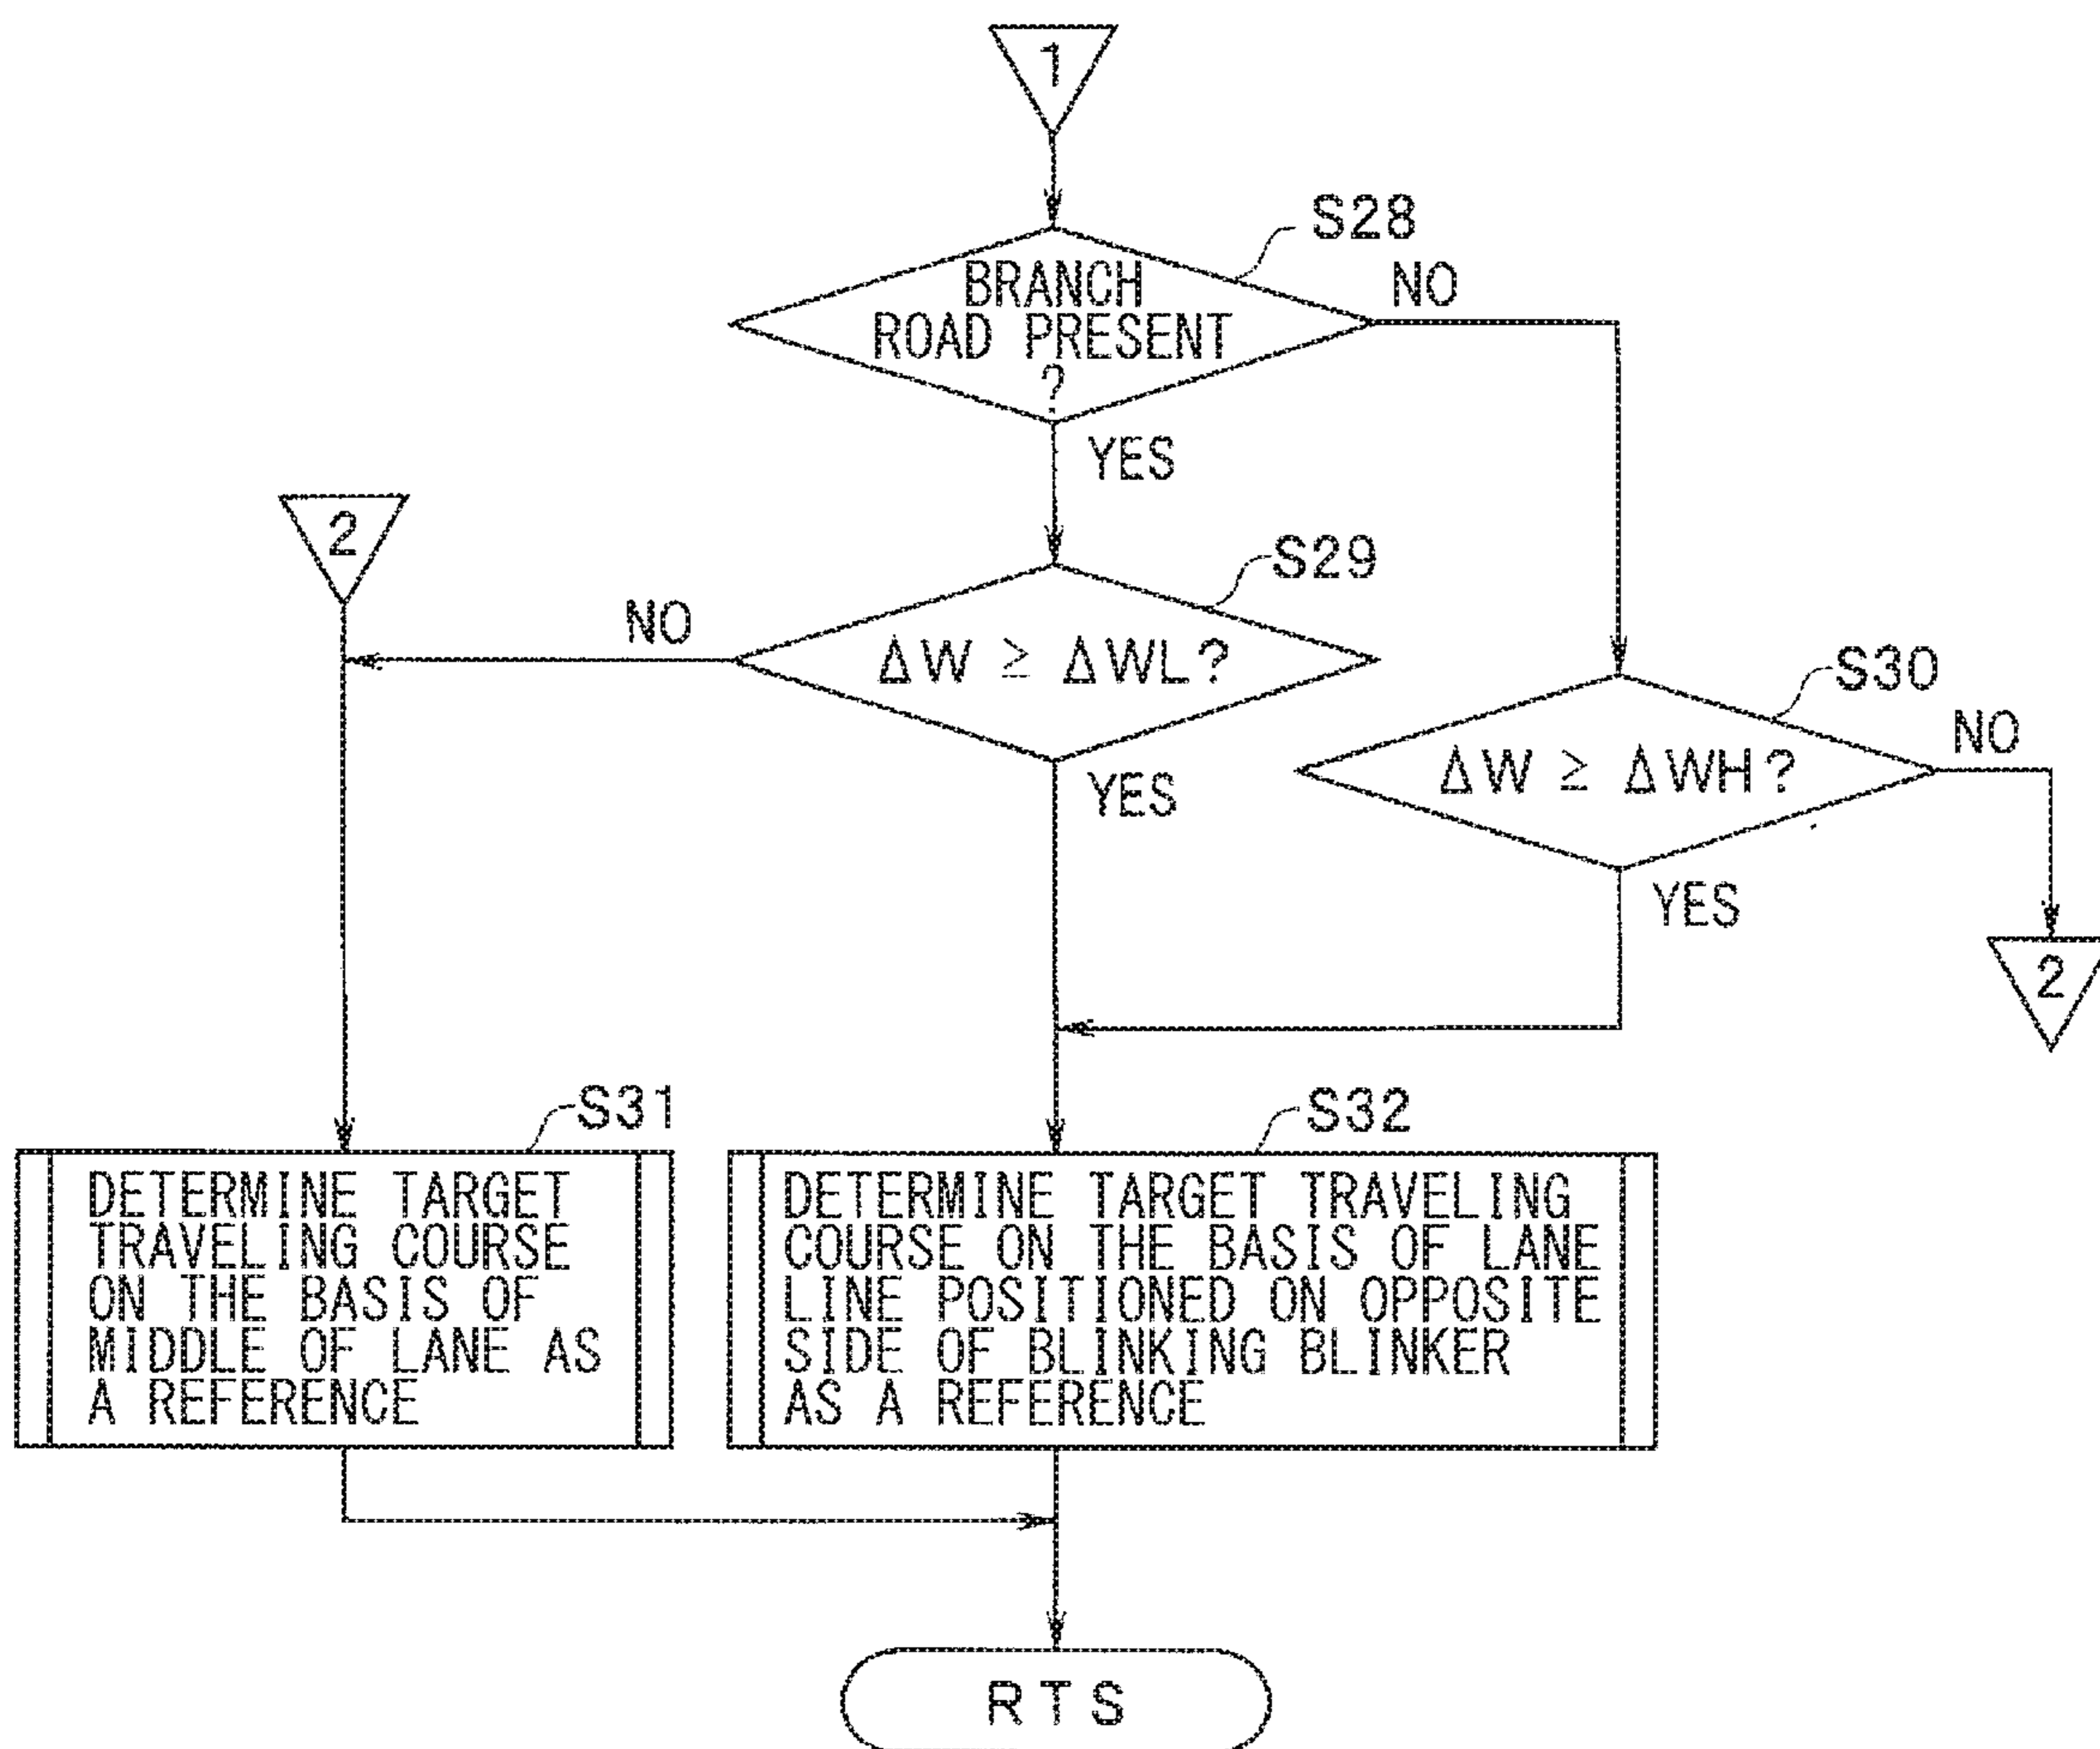 1
S28
BRANCH
ROAD PRESENT
?
NO
YES
2
S29
NO
ΔW ≥ ΔWL?
YES
S30
ΔW ≥ ΔWH?
NO
YES
2
S31
DETERMINE TARGET
TRAVELING COURSE
ON THE BASIS OF
MIDDLE OF LANE AS
A REFERENCE
S32
DETERMINE TARGET TRAVELING
COURSE ON THE BASIS OF LANE
LINE POSITIONED ON OPPOSITE
SIDE OF BLINKING BLINKER
AS A REFERENCE
RTS